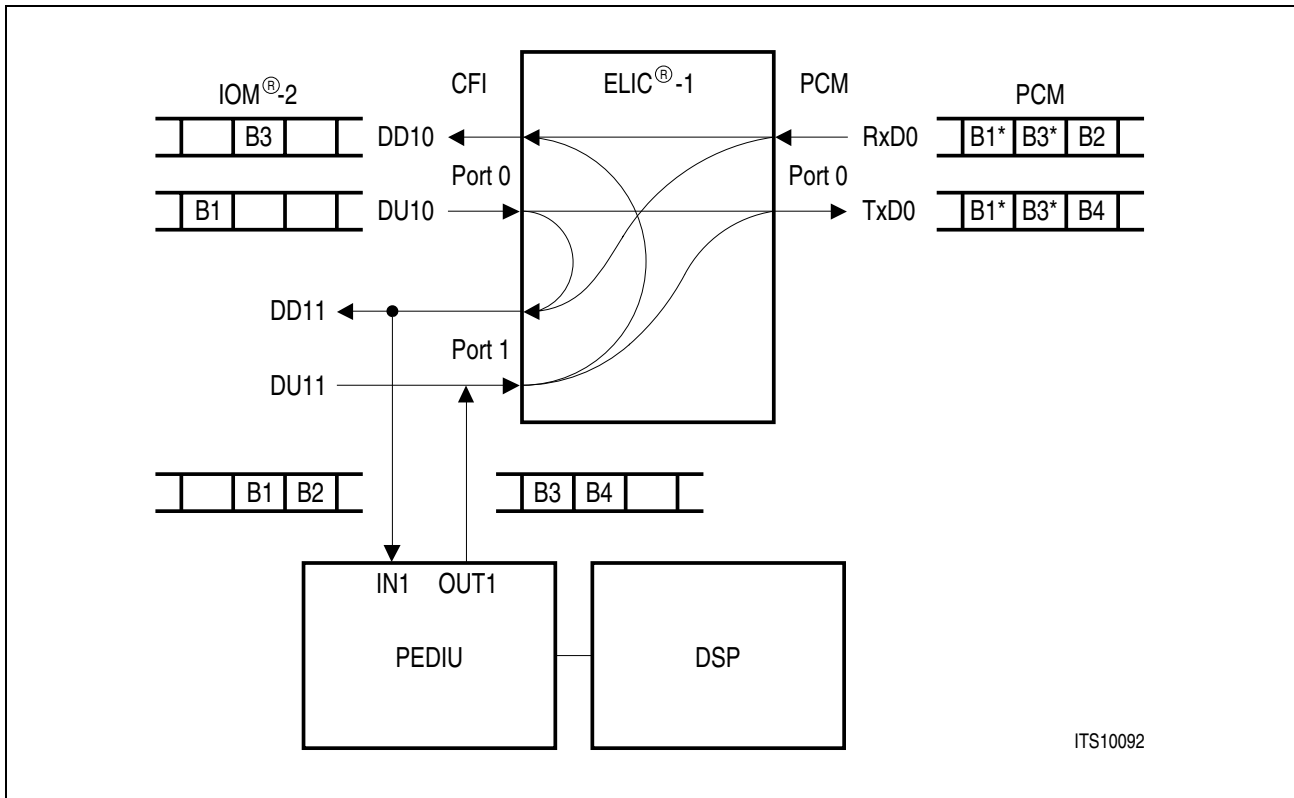 IOM®-2 CFI ELIC®-1 PCM PCM
B3 DD10 RxD0 B1* B3* B2
Port 0 Port 0
B1 DU10 TxD0 B1* B3* B4
DD11
Port 1
DU11
B1 B2 B3 B4
IN1 OUT1
PEDIU DSP
ITS10092